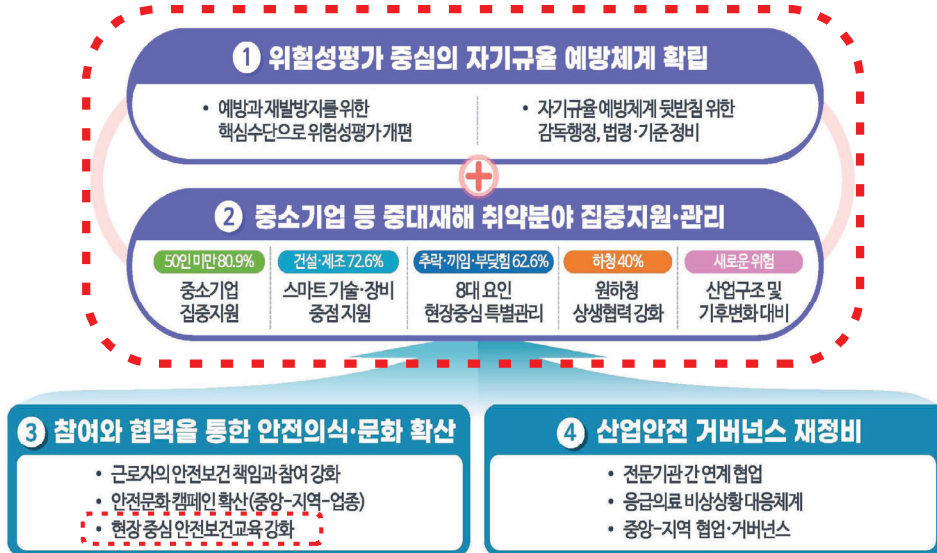 1 위험성평가 중심의 자기규율 예방체계 확립
• 예방과 재발방지를 위한
핵심수단으로 위험성평가 개편
• 자기규율 예방체계 뒷받침 위한
감독행정, 법령·기준 정비
+
2 중소기업 등 중대재해 취약분야 집중지원·관리
50인 미만 80.9%
중소기업
집중지원
건설·제조 72.6%
스마트 기술·장비
중점 지원
추락·끼임·부딪힘 62.6%
8대 요인
현장중심 특별관리
하청 40%
원하청
상생협력 강화
새로운 위험
산업구조 및
기후변화 대비
3 참여와 협력을 통한 안전의식·문화 확산
• 근로자의 안전보건 책임과 참여 강화
• 안전문화 캠페인 확산(중앙-지역-업종)
• 현장 중심 안전보건교육 강화
4 산업안전 거버넌스 재정비
• 전문기관 간 연계 협업
• 응급의료 비상상황 대응체계
• 중앙-지역 협업·거버넌스